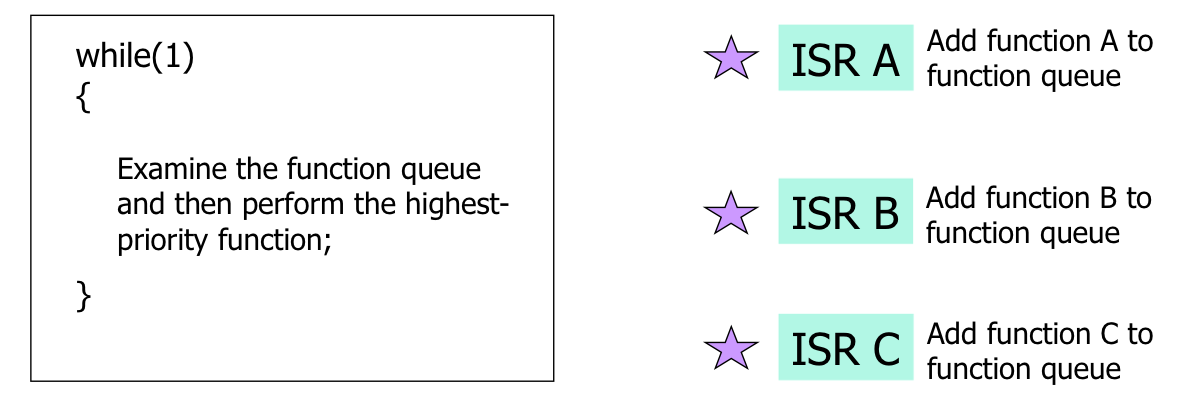 while(1)
{
Examine the function queue
and then perform the highest-
priority function;
}
ISR A
Add function A to
function queue
ISR B
Add function B to
function queue
ISR C
Add function C to
function queue